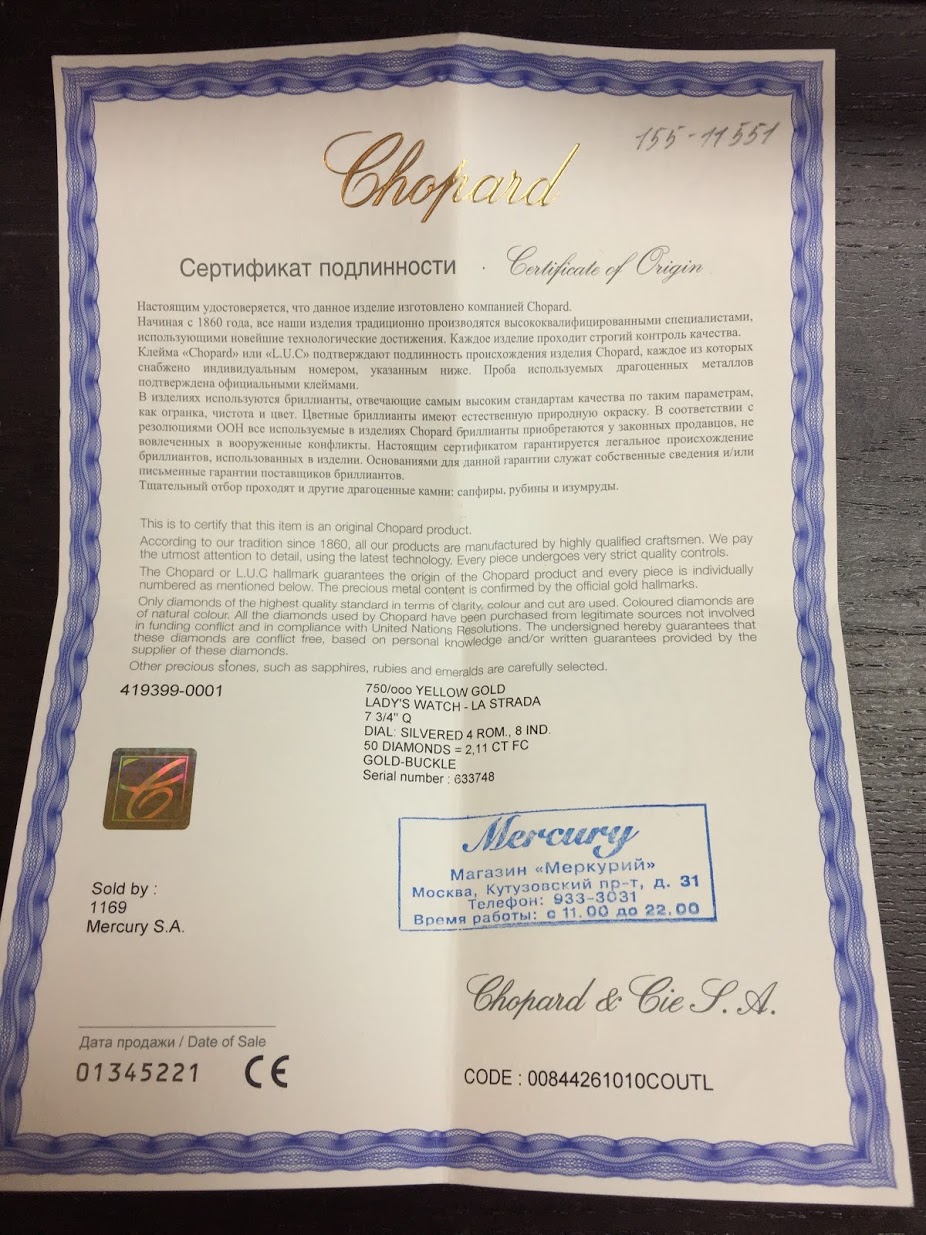 155-11551
Chopard
Сертификат подлинности · Certificate of Origin
Настоящим удостоверяется, что данное изделие изготовлено компанией Chopard.
Начиная с 1860 года, все наши изделия традиционно производятся высококвалифицированными специалистами,
использующими новейшие технологические достижения. Каждое изделие проходит строгий контроль качества.
Клейма «Chopard» или «L.U.C» подтверждают подлинность происхождения изделия Chopard, каждое из которых
снабжено индивидуальным номером, указанным ниже. Проба используемых драгоценных металлов
подтверждена официальными клеймами.
В изделиях используются бриллианты, отвечающие самым высоким стандартам качества по таким параметрам,
как огранка, чистота и цвет. Цветные бриллианты имеют естественную природную окраску. В соответствии с
резолюциями ООН все используемые в изделиях Chopard бриллианты приобретаются у законных продавцов, не
вовлеченных в вооруженные конфликты. Настоящим сертификатом гарантируется легальное происхождение
бриллиантов, использованных в изделии. Основаниями для данной гарантии служат собственные сведения и/или
письменные гарантии поставщиков бриллиантов.
Тщательный отбор проходят и другие драгоценные камни: сапфиры, рубины и изумруды.
This is to certify that this item is an original Chopard product.
According to our tradition since 1860, all our products are manufactured by highly qualified craftsmen. We pay
the utmost attention to detail, using the latest technology. Every piece undergoes very strict quality controls.
The Chopard or L.U.C hallmark guarantees the origin of the Chopard product and every piece is individually
numbered as mentioned below. The precious metal content is confirmed by the official gold hallmarks.
Only diamonds of the highest quality standard in terms of clarity, colour and cut are used. Coloured diamonds are
of natural colour. All the diamonds used by Chopard have been purchased from legitimate sources not involved
in funding conflict and in compliance with United Nations Resolutions. The undersigned hereby guarantees that
these diamonds are conflict free, based on personal knowledge and/or written guarantees provided by the
supplier of these diamonds.
Other precious stones, such as sapphires, rubies and emeralds are carefully selected.
419399-0001
750/ooo YELLOW GOLD
LADY'S WATCH - LA STRADA
7 3/4" Q
DIAL: SILVERED 4 ROM., 8 IND.
50 DIAMONDS = 2,11 CT FC
GOLD-BUCKLE
Serial number : 633748
Mercury
Магазин «Меркурий»
Москва, Кутузовский пр-т, д. 31
Телефон: 933-3031
Время работы: с 11.00 до 22.00
Sold by :
1169
Mercury S.A.
Chopard & Cie S.A.
Дата продажи / Date of Sale
01345221 CE
CODE : 00844261010COUTL